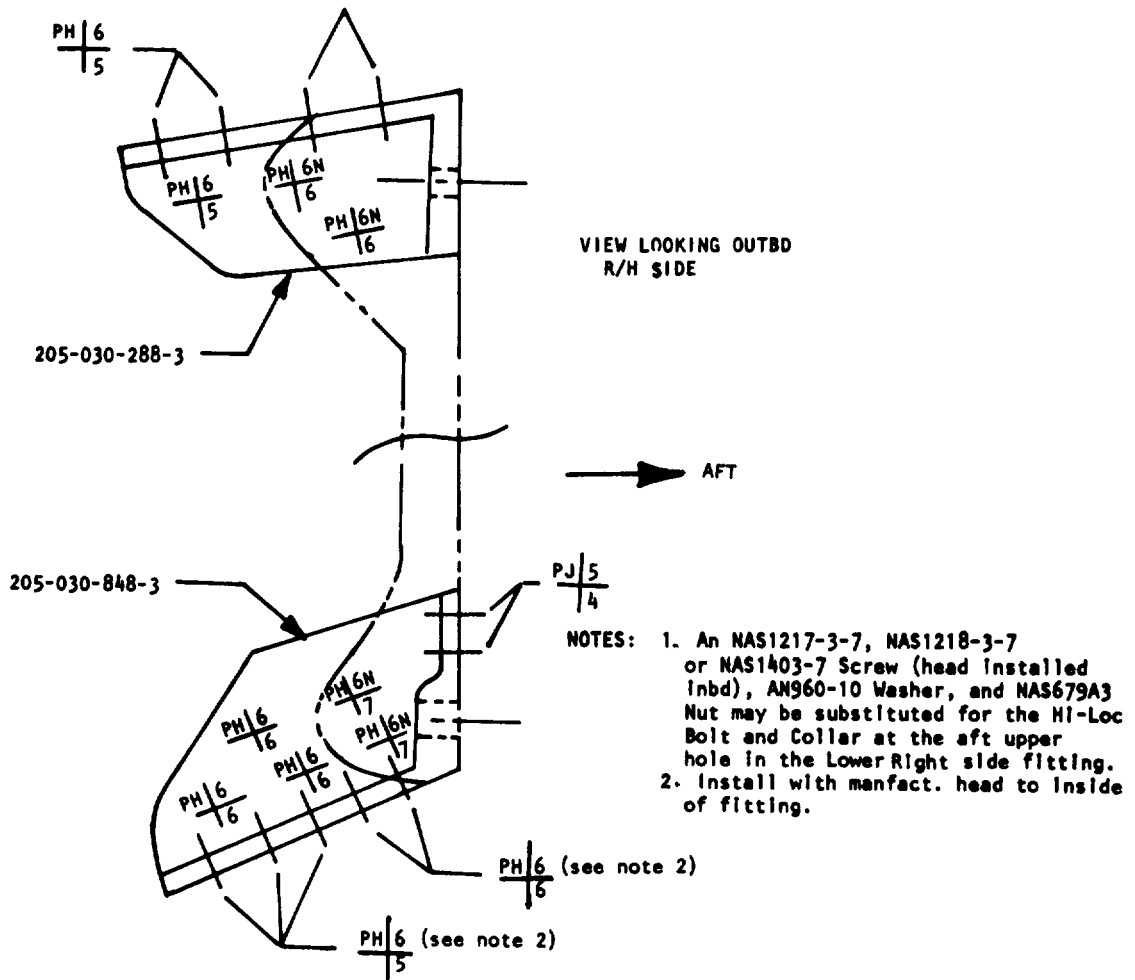 PH 6
5
PH 6
5
PH 6N
6
PH 6N
6
VIEW LOOKING OUTBD
R/H SIDE
205-030-288-3
AFT
205-030-848-3
PJ 5
4
NOTES: 1. An NAS1217-3-7, NAS1218-3-7
or NAS1403-7 Screw (head installed
inbd), AN960-10 Washer, and NAS679A3
Nut may be substituted for the Hi-Loc
Bolt and Collar at the aft upper
hole in the Lower Right side fitting.
2. Install with manfact. head to inside
of fitting.
PH 6N
7
PH 6
6
PH 6N
7
PH 6
6
PH 6
6
PH 6 (see note 2)
6
PH 6 (see note 2)
5